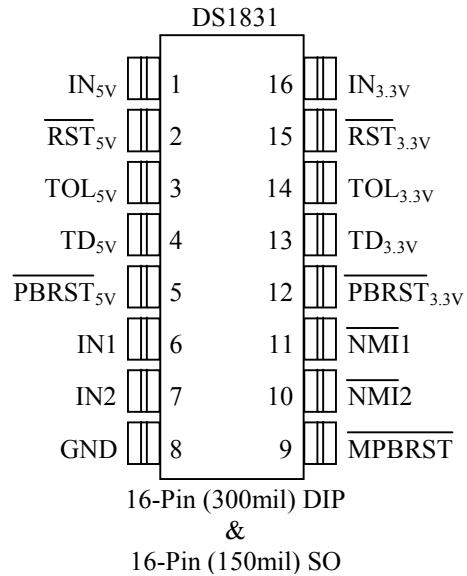 DS1831
IN5V 1 16 IN3.3V
RST5V 2 15 RST3.3V
TOL5V 3 14 TOL3.3V
TD5V 4 13 TD3.3V
PBRST5V 5 12 PBRST3.3V
IN1 6 11 NMI1
IN2 7 10 NMI2
GND 8 9 MPBRST
16-Pin (300mil) DIP
&
16-Pin (150mil) SO